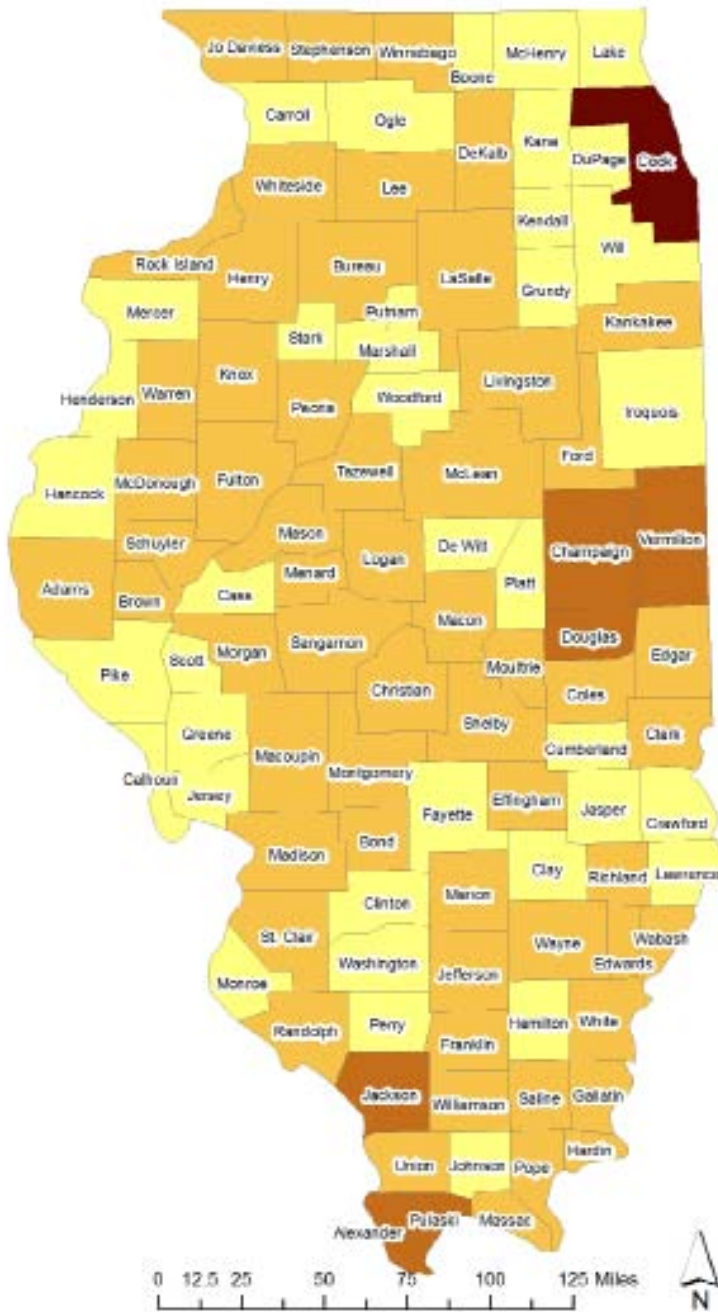 Jo Daviess Stephenson Winnebago Boone McHenry Lake
Carroll Ogle DeKalb Kane DuPage Cook
Whiteside Lee Kendall Will
Rock Island Henry Bureau LaSalle Grundy
Mercer Putnam Kankakee
Stark Marshall
Henderson Warren Knox Peoria Woodford Livingston Iroquois
Hancock McDonough Fulton Tazewell McLean Ford
Schuyler Mason Logan De Witt Champaign Vermilion
Adams Brown Cass Menard Piatt
Pike Scott Morgan Sangamon Macon Moultrie Douglas Edgar
Christian Coles
Greene Shelby Cumberland Clark
Calhoun Jersey Macoupin Montgomery Effingham
Fayette Jasper Crawford
Madison Bond
Clay Richland Lawrence
Clinton Marion
St. Clair Wayne Wabash
Washington Jefferson Edwards
Monroe
Randolph Perry Franklin Hamilton White
Jackson Williamson Saline Gallatin
Union Johnson Pope Hardin
Alexander Pulaski Massac
0 12.5 25 50 75 100 125 Miles
N